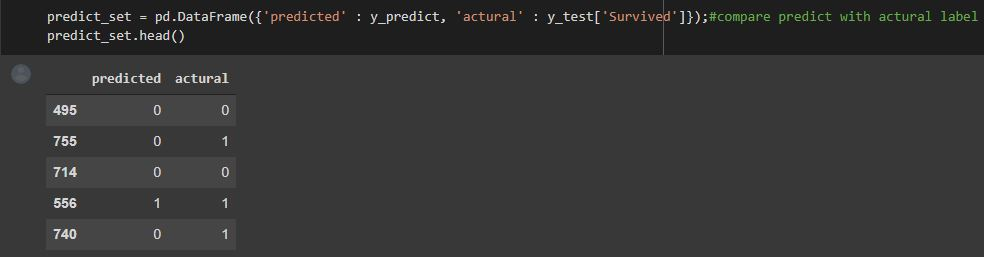 predict_set = pd.DataFrame({'predicted' : y_predict, 'actural' : y_test['Survived']});#compare predict with actural label
predict_set.head()
predicted actural
495 0 0
755 0 1
714 0 0
556 1 1
740 0 1